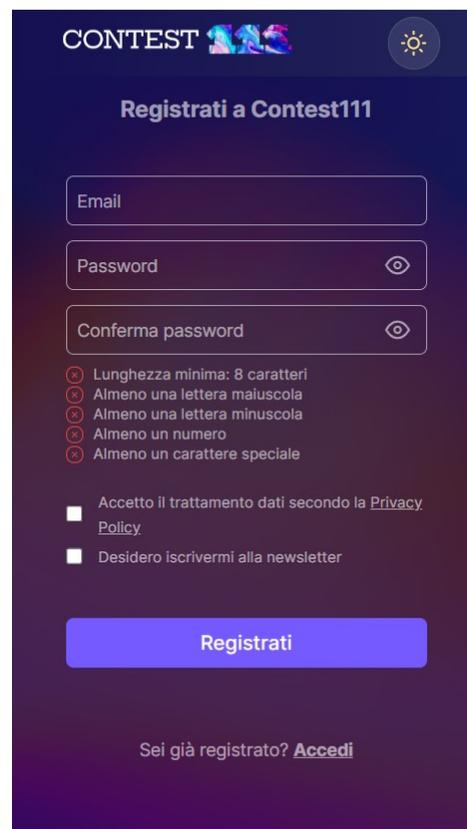 CONTEST 111
Registrati a Contest111
Email
Password
Conferma password
Lunghezza minima: 8 caratteri
Almeno una lettera maiuscola
Almeno una lettera minuscola
Almeno un numero
Almeno un carattere speciale
Accetto il trattamento dati secondo la Privacy
Policy
Desidero iscrivermi alla newsletter
Registrati
Sei già registrato? Accedi